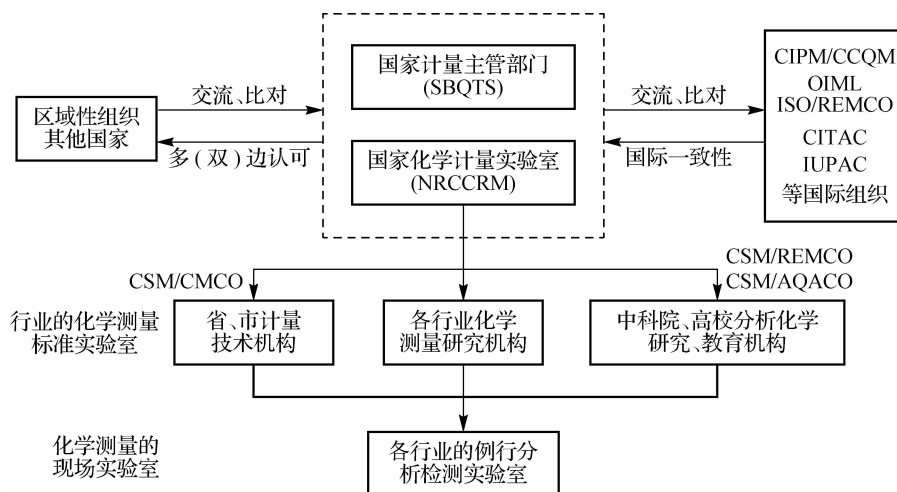 国家计量主管部门
(SBQTS)
国家化学计量实验室
(NRCCRM)
区域性组织
其他国家
交流、比对
多(双)边认可
交流、比对
国际一致性
CIPM/CCQM
OIML
ISO/REMCO
CITAC
IUPAC
等国际组织
CSM/CMCO
CSM/REMCO
CSM/AQACO
行业的化学测量
标准实验室
省、市计量
技术机构
各行业化学
测量研究机构
中科院、高校分析化学
研究、教育机构
化学测量的
现场实验室
各行业的例行分
析检测实验室